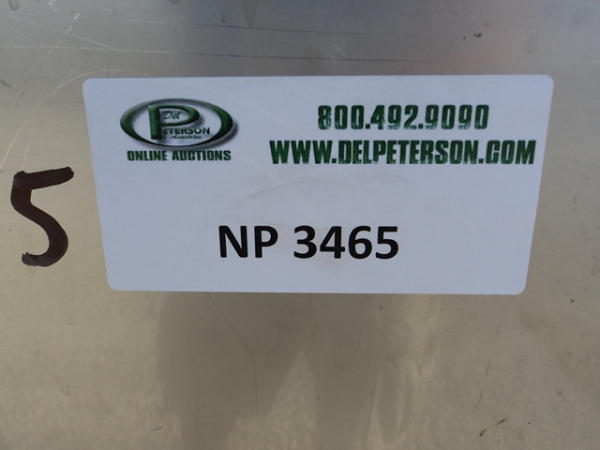 Del
PETERSON
ONLINE AUCTIONS
800.492.9090
WWW.DELPETERSON.COM
5
NP 3465